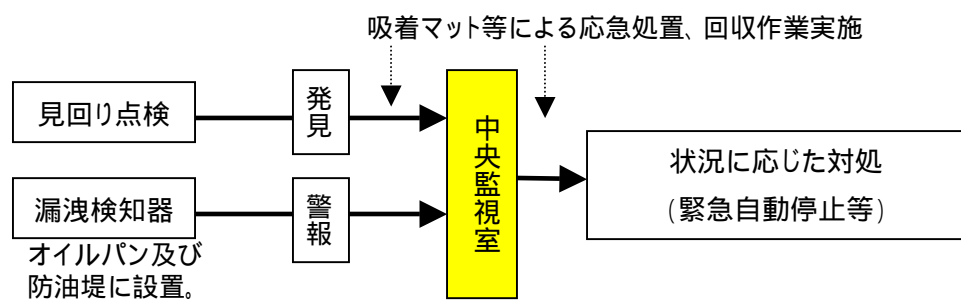 吸着マット等による応急処置、回収作業実施
見回り点検
発見
漏洩検知器
警報
オイルパン及び
防油堤に設置。
中央監視室
状況に応じた対処
(緊急自動停止等)